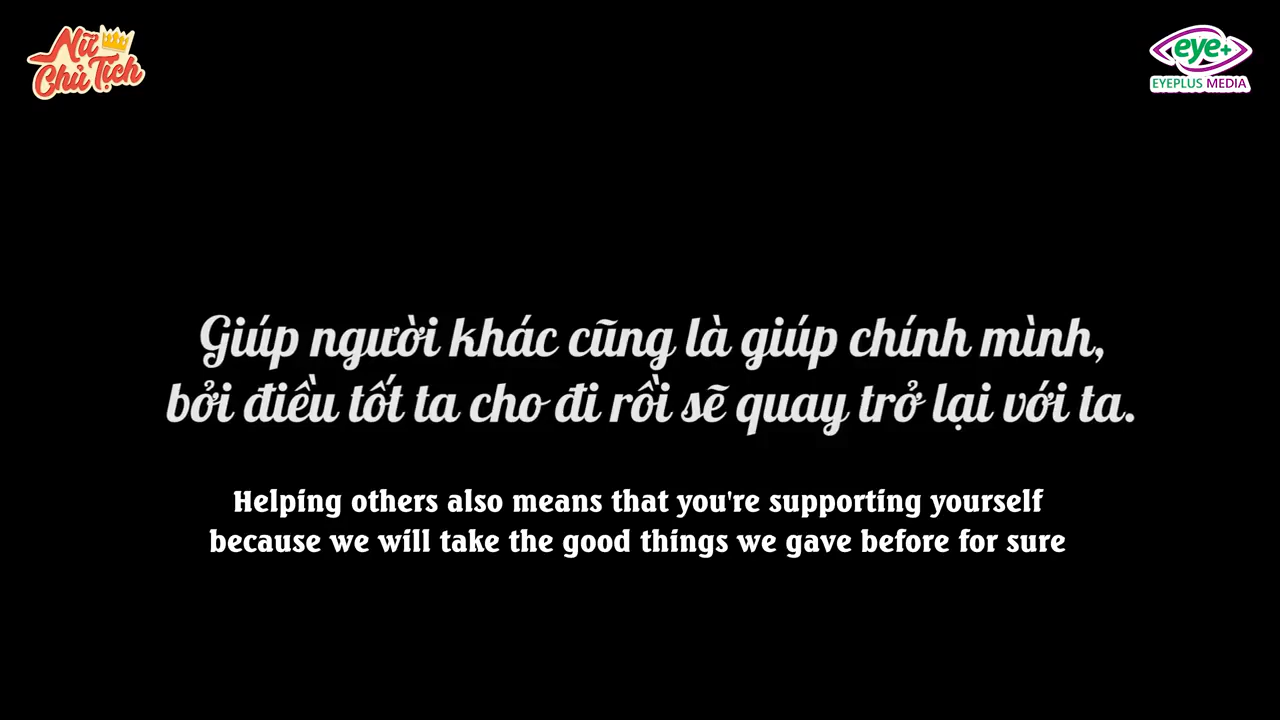 Nữ
Chủ Tịch
eye+
EYEPLUS MEDIA
Giúp người khác cũng là giúp chính mình,
bởi điều tốt ta cho đi rồi sẽ quay trở lại với ta.
Helping others also means that you're supporting yourself
because we will take the good things we gave before for sure